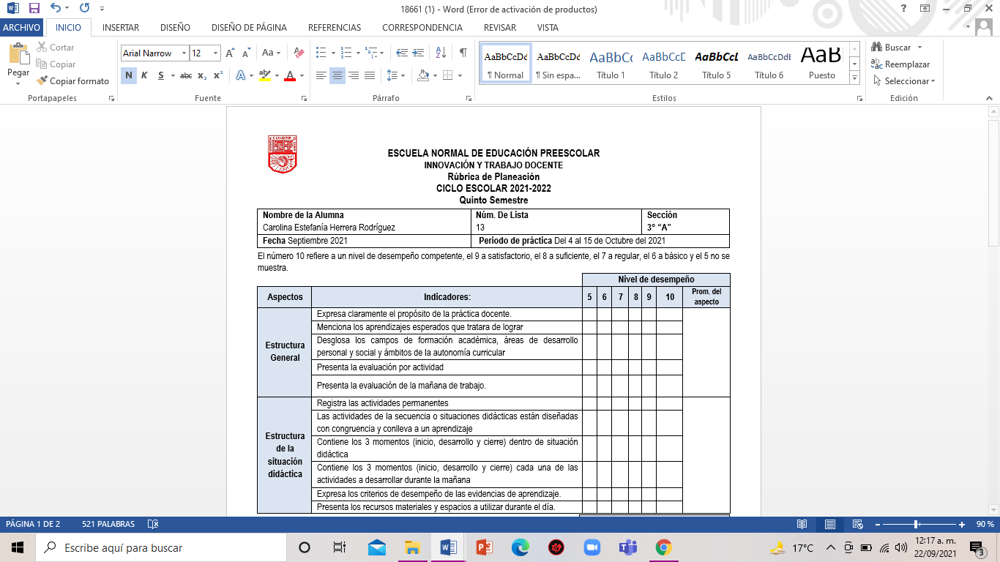 18661 (1) - Word (Error de activación de productos)
ARCHIVO INICIO INSERTAR DISEÑO DISEÑO DE PÁGINA REFERENCIAS CORRESPONDENCIA REVISAR VISTA
Pegar
Cortar
Copiar
Copiar formato
Portapapeles
Arial Narrow 12
N K S abc x₂ x²
Fuente
Párrafo
AaBbCcDd AaBbCcDd AaBbCc AaBbCcD AaBbCcL AaBbCcDdE AaB
¶ Normal ¶ Sin espa... Título 1 Título 2 Título 5 Título 6 Puesto
Estilos
Buscar
Reemplazar
Seleccionar
Edición
ESCUELA NORMAL DE EDUCACIÓN PREESCOLAR
INNOVACIÓN Y TRABAJO DOCENTE
Rúbrica de Planeación
CICLO ESCOLAR 2021-2022
Quinto Semestre
Nombre de la Alumna Núm. De Lista Sección
Carolina Estefanía Herrera Rodríguez 13 3° “A”
Fecha Septiembre 2021 Periodo de práctica Del 4 al 15 de Octubre del 2021
El número 10 refiere a un nivel de desempeño competente, el 9 a satisfactorio, el 8 a suficiente, el 7 a regular, el 6 a básico y el 5 no se
muestra.
Nivel de desempeño
Aspectos Indicadores: 5 6 7 8 9 10 Prom. del
aspecto
Estructura
General
Expresa claramente el propósito de la práctica docente.
Menciona los aprendizajes esperados que tratara de lograr
Desglosa los campos de formación académica, áreas de desarrollo
personal y social y ámbitos de la autonomía curricular
Presenta la evaluación por actividad
Presenta la evaluación de la mañana de trabajo.
Estructura
de la
situación
didáctica
Registra las actividades permanentes
Las actividades de la secuencia o situaciones didácticas están diseñadas
con congruencia y conlleva a un aprendizaje
Contiene los 3 momentos (inicio, desarrollo y cierre) dentro de situación
didáctica
Contiene los 3 momentos (inicio, desarrollo y cierre) cada una de las
actividades a desarrollar durante la mañana
Expresa los criterios de desempeño de las evidencias de aprendizaje.
Presenta los recursos materiales y espacios a utilizar durante el día.
PÁGINA 1 DE 2 521 PALABRAS 90 %
Escribe aquí para buscar
17°C
12:17 a. m.
22/09/2021
3